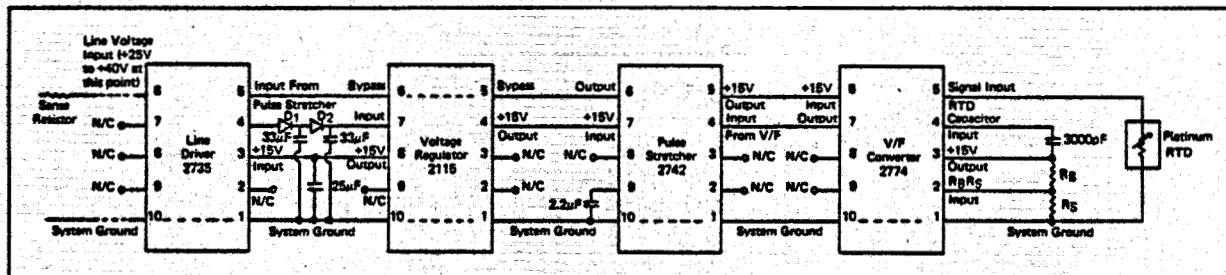 Line Voltage
Input (+25V
to +40V at
this point)
Sense
Resistor
N/C
N/C
N/C
System Ground
6
7
8
9
10
Line
Driver
2735
5
4
3
2
1
Input From
Pulse Stretcher
D1 D2
33µF
33µF
+15V
Input
25µF
N/C
System Ground
Bypass
Input
+15V
Output
N/C
6
7
8
9
10
Voltage
Regulator
2115
5
4
3
2
1
Bypass
+15V
Output
N/C
N/C
System Ground
Output
+15V
Input
N/C
2.2µF
6
7
8
9
10
Pulse
Stretcher
2742
5
4
3
2
1
+15V
Output
Input
From V/F
N/C
N/C
System Ground
+15V
Input
Output
N/C
N/C
6
7
8
9
10
V/F
Converter
2774
5
4
3
2
1
Signal Input
RTD
Capacitor
Input
+15V
Output
RBRS
Input
System Ground
3000pF
RB
RS
Platinum
RTD